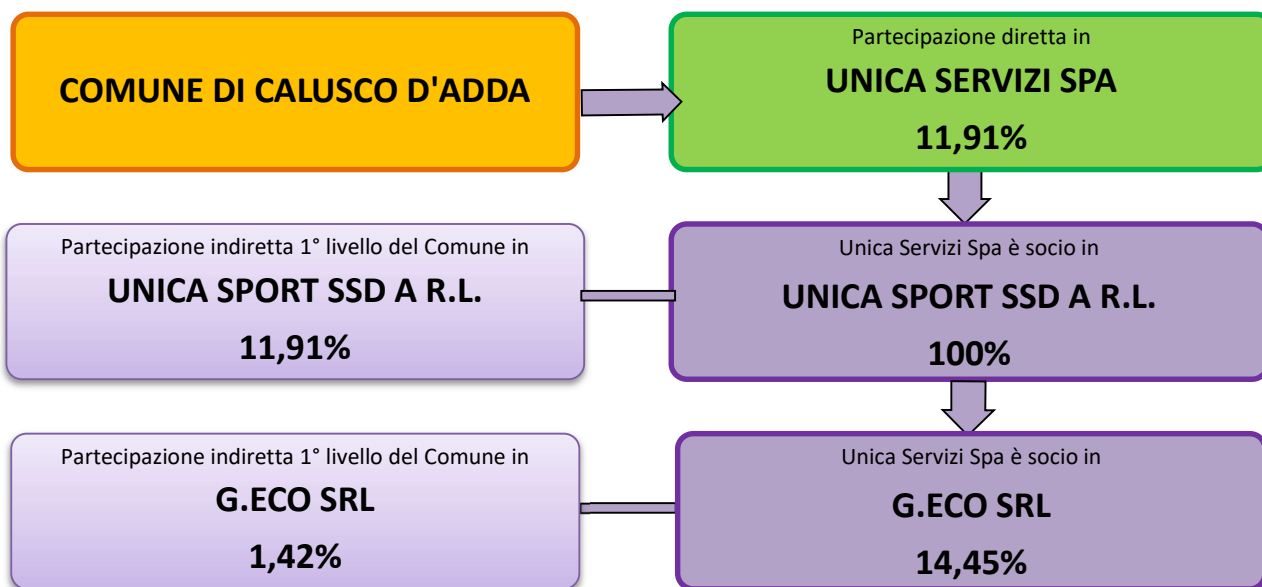 COMUNE DI CALUSCO D'ADDA
Partecipazione diretta in
UNICA SERVIZI SPA
11,91%
Partecipazione indiretta 1° livello del Comune in
UNICA SPORT SSD A R.L.
11,91%
Unica Servizi Spa è socio in
UNICA SPORT SSD A R.L.
100%
Partecipazione indiretta 1° livello del Comune in
G.ECO SRL
1,42%
Unica Servizi Spa è socio in
G.ECO SRL
14,45%